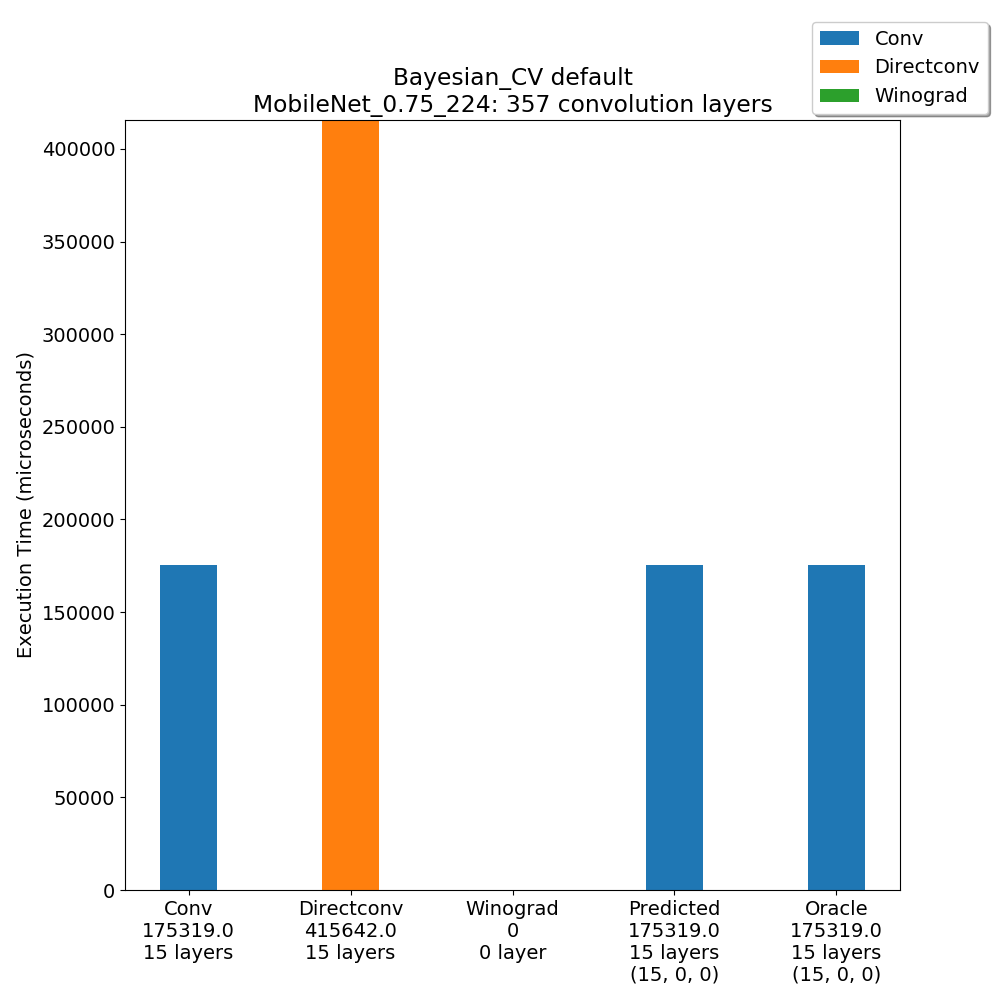 Conv
Directconv
Winograd
Bayesian_CV default
MobileNet_0.75_224: 357 convolution layers
Execution Time (microseconds)
400000
350000
300000
250000
200000
150000
100000
50000
0
Conv
175319.0
15 layers
Directconv
415642.0
15 layers
Winograd
0
0 layer
Predicted
175319.0
15 layers
(15, 0, 0)
Oracle
175319.0
15 layers
(15, 0, 0)